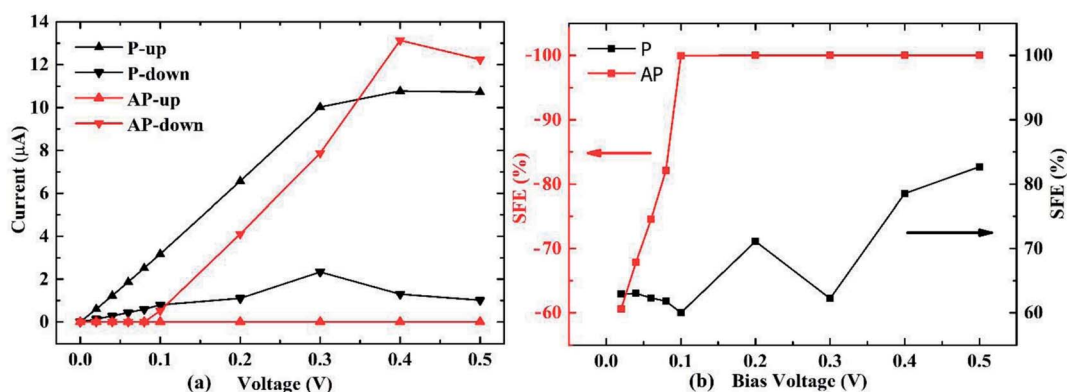 14
12
10
8
6
4
2
0
Current (μA)
P-up
P-down
AP-up
AP-down
0.0 0.1 0.2 0.3 0.4 0.5
(a) Voltage (V)
-100
-90
-80
-70
-60
SFE (%)
P
AP
100
90
80
70
60
SFE (%)
0.0 0.1 0.2 0.3 0.4 0.5
(b) Bias Voltage (V)